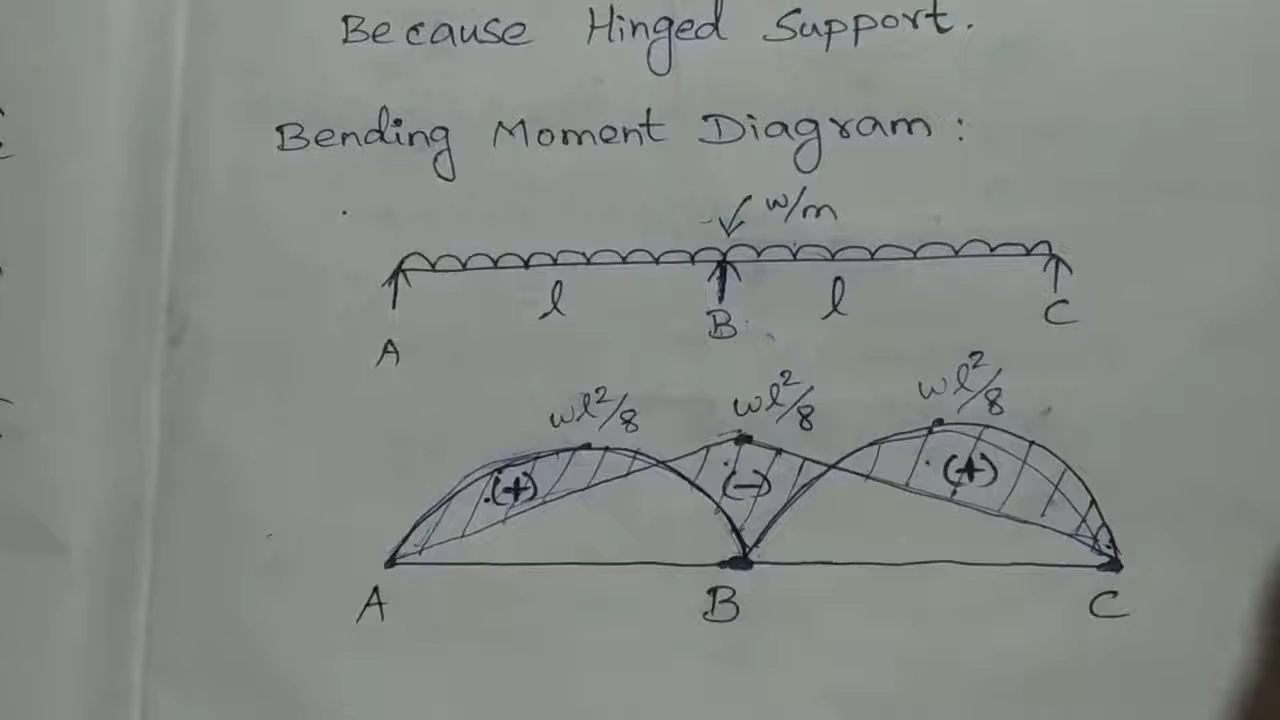 Because Hinged Support.
Bending Moment Diagram :
w/m
l l
A B C
wl²/8 wl²/8 wl²/8
(+) (-) (+)
A B C